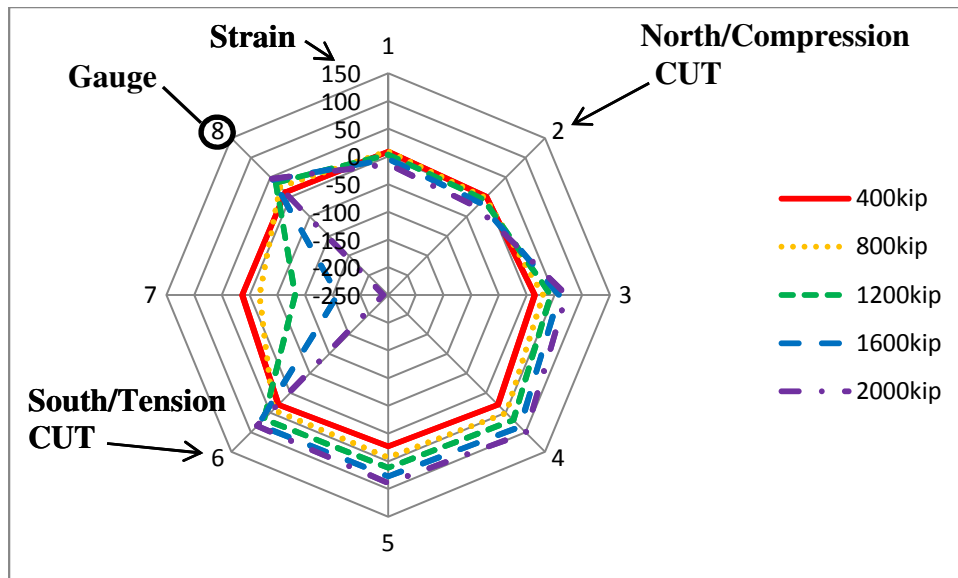 Strain
1
North/Compression
CUT
Gauge
150
100
50
0
-50
-100
-150
-200
-250
8
2
7
3
400kip
800kip
1200kip
1600kip
2000kip
South/Tension
CUT
6
4
5